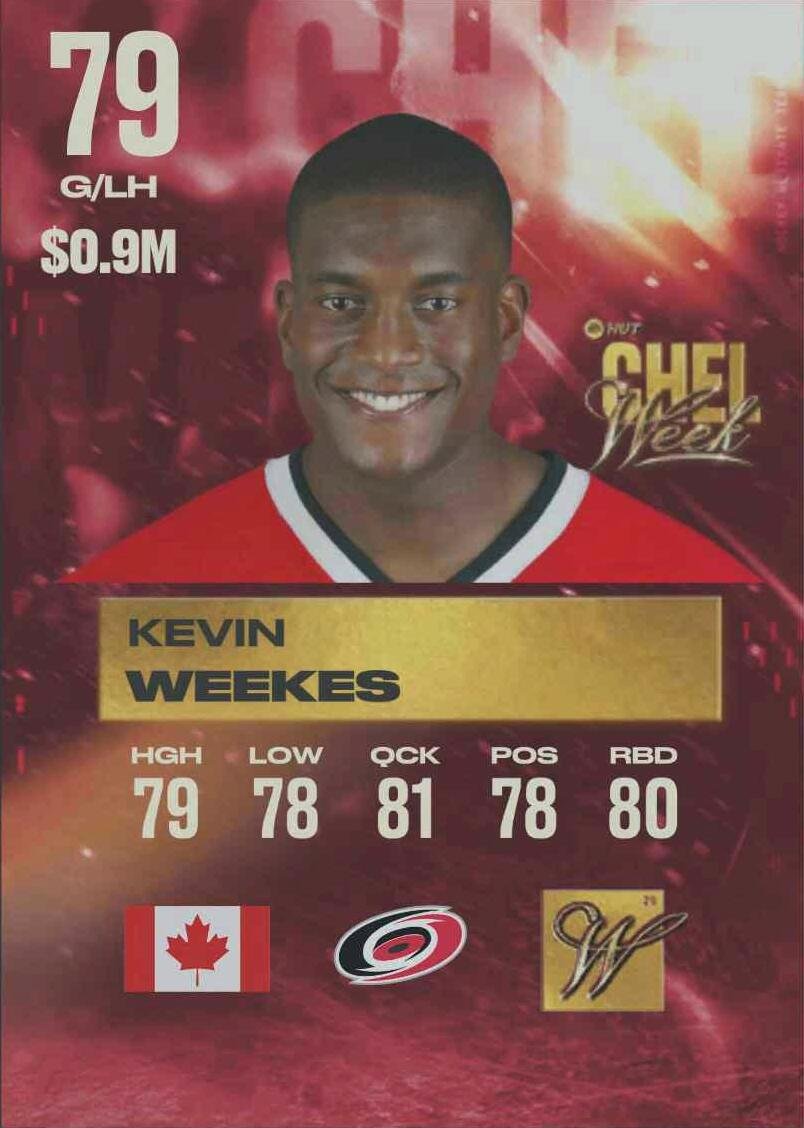 79
G/LH
$0.9M
HUT
CHEL
Week
KEVIN
WEEKES
HGH LOW QCK POS RBD
79 78 81 78 80
W